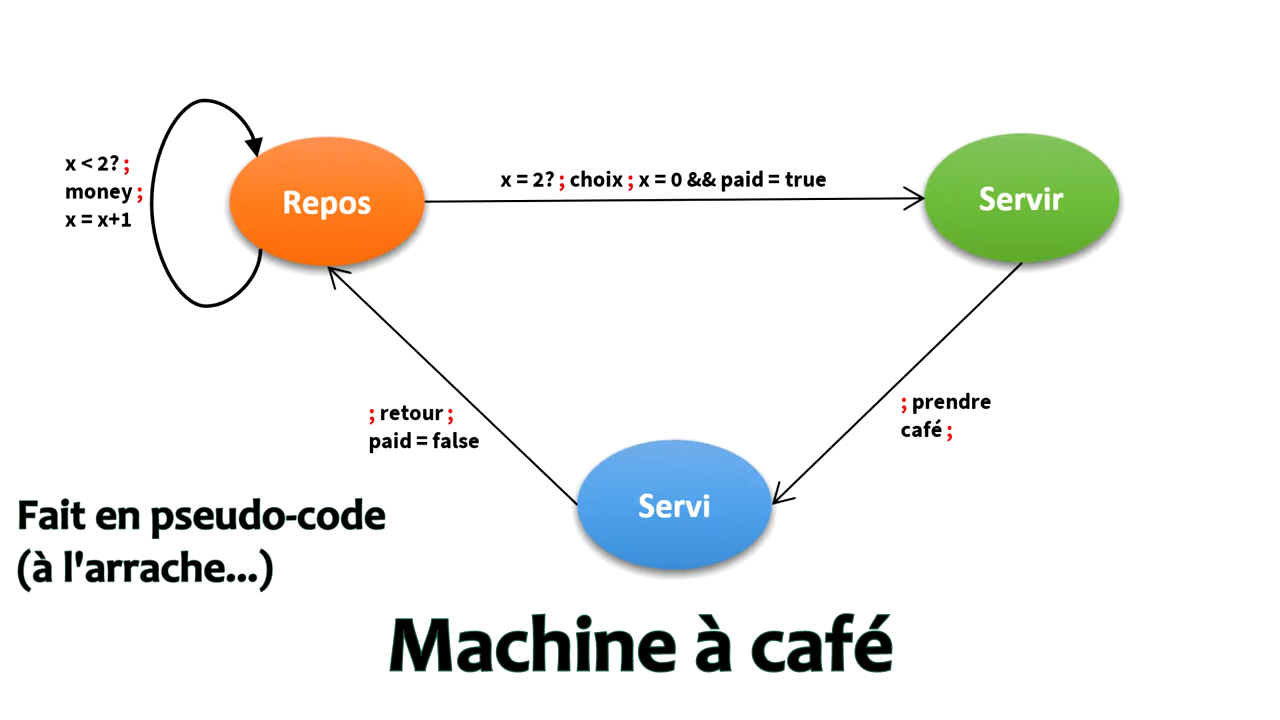 x < 2? ;
money ;
x = x+1
Repos
x = 2? ; choix ; x = 0 && paid = true
Servir
; retour ;
paid = false
; prendre
café ;
Servi
Fait en pseudo-code
(à l'arrache...)
Machine à café